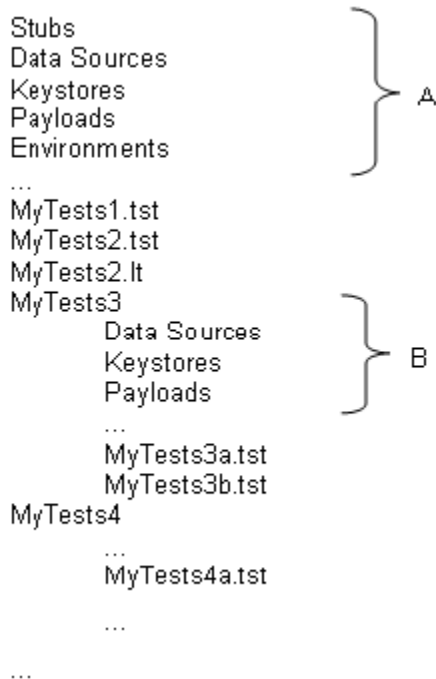 Stubs
Data Sources
Keystores
Payloads
Environments
A
...
MyTests1.tst
MyTests2.tst
MyTests2.lt
MyTests3
Data Sources
Keystores
Payloads
B
...
MyTests3a.tst
MyTests3b.tst
MyTests4
...
MyTests4a.tst
...
...